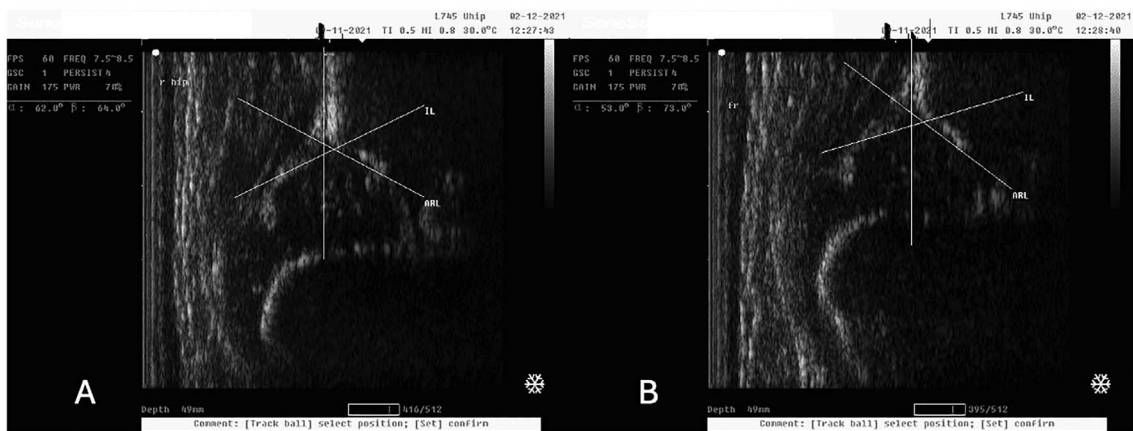 L745 Uhip 02-12-2021
-11-2021 TI 0.5 MI 0.8 30.0°C 12:27:43
FPS 60 FREQ 7.5~8.5
GSC 1 PERSIST 4
GAIN 175 PWR 70%
α: 62.0° β: 64.0°
r hip
IL
ARL
A
Depth 49mm
416/512
Comment: [Track ball] select position; [Set] confirm
L745 Uhip 02-12-2021
-11-2021 TI 0.5 MI 0.8 30.0°C 12:28:40
FPS 60 FREQ 7.5~8.5
GSC 1 PERSIST 4
GAIN 175 PWR 70%
α: 53.0° β: 73.0°
fr
IL
ARL
B
Depth 49mm
395/512
Comment: [Track ball] select position; [Set] confirm